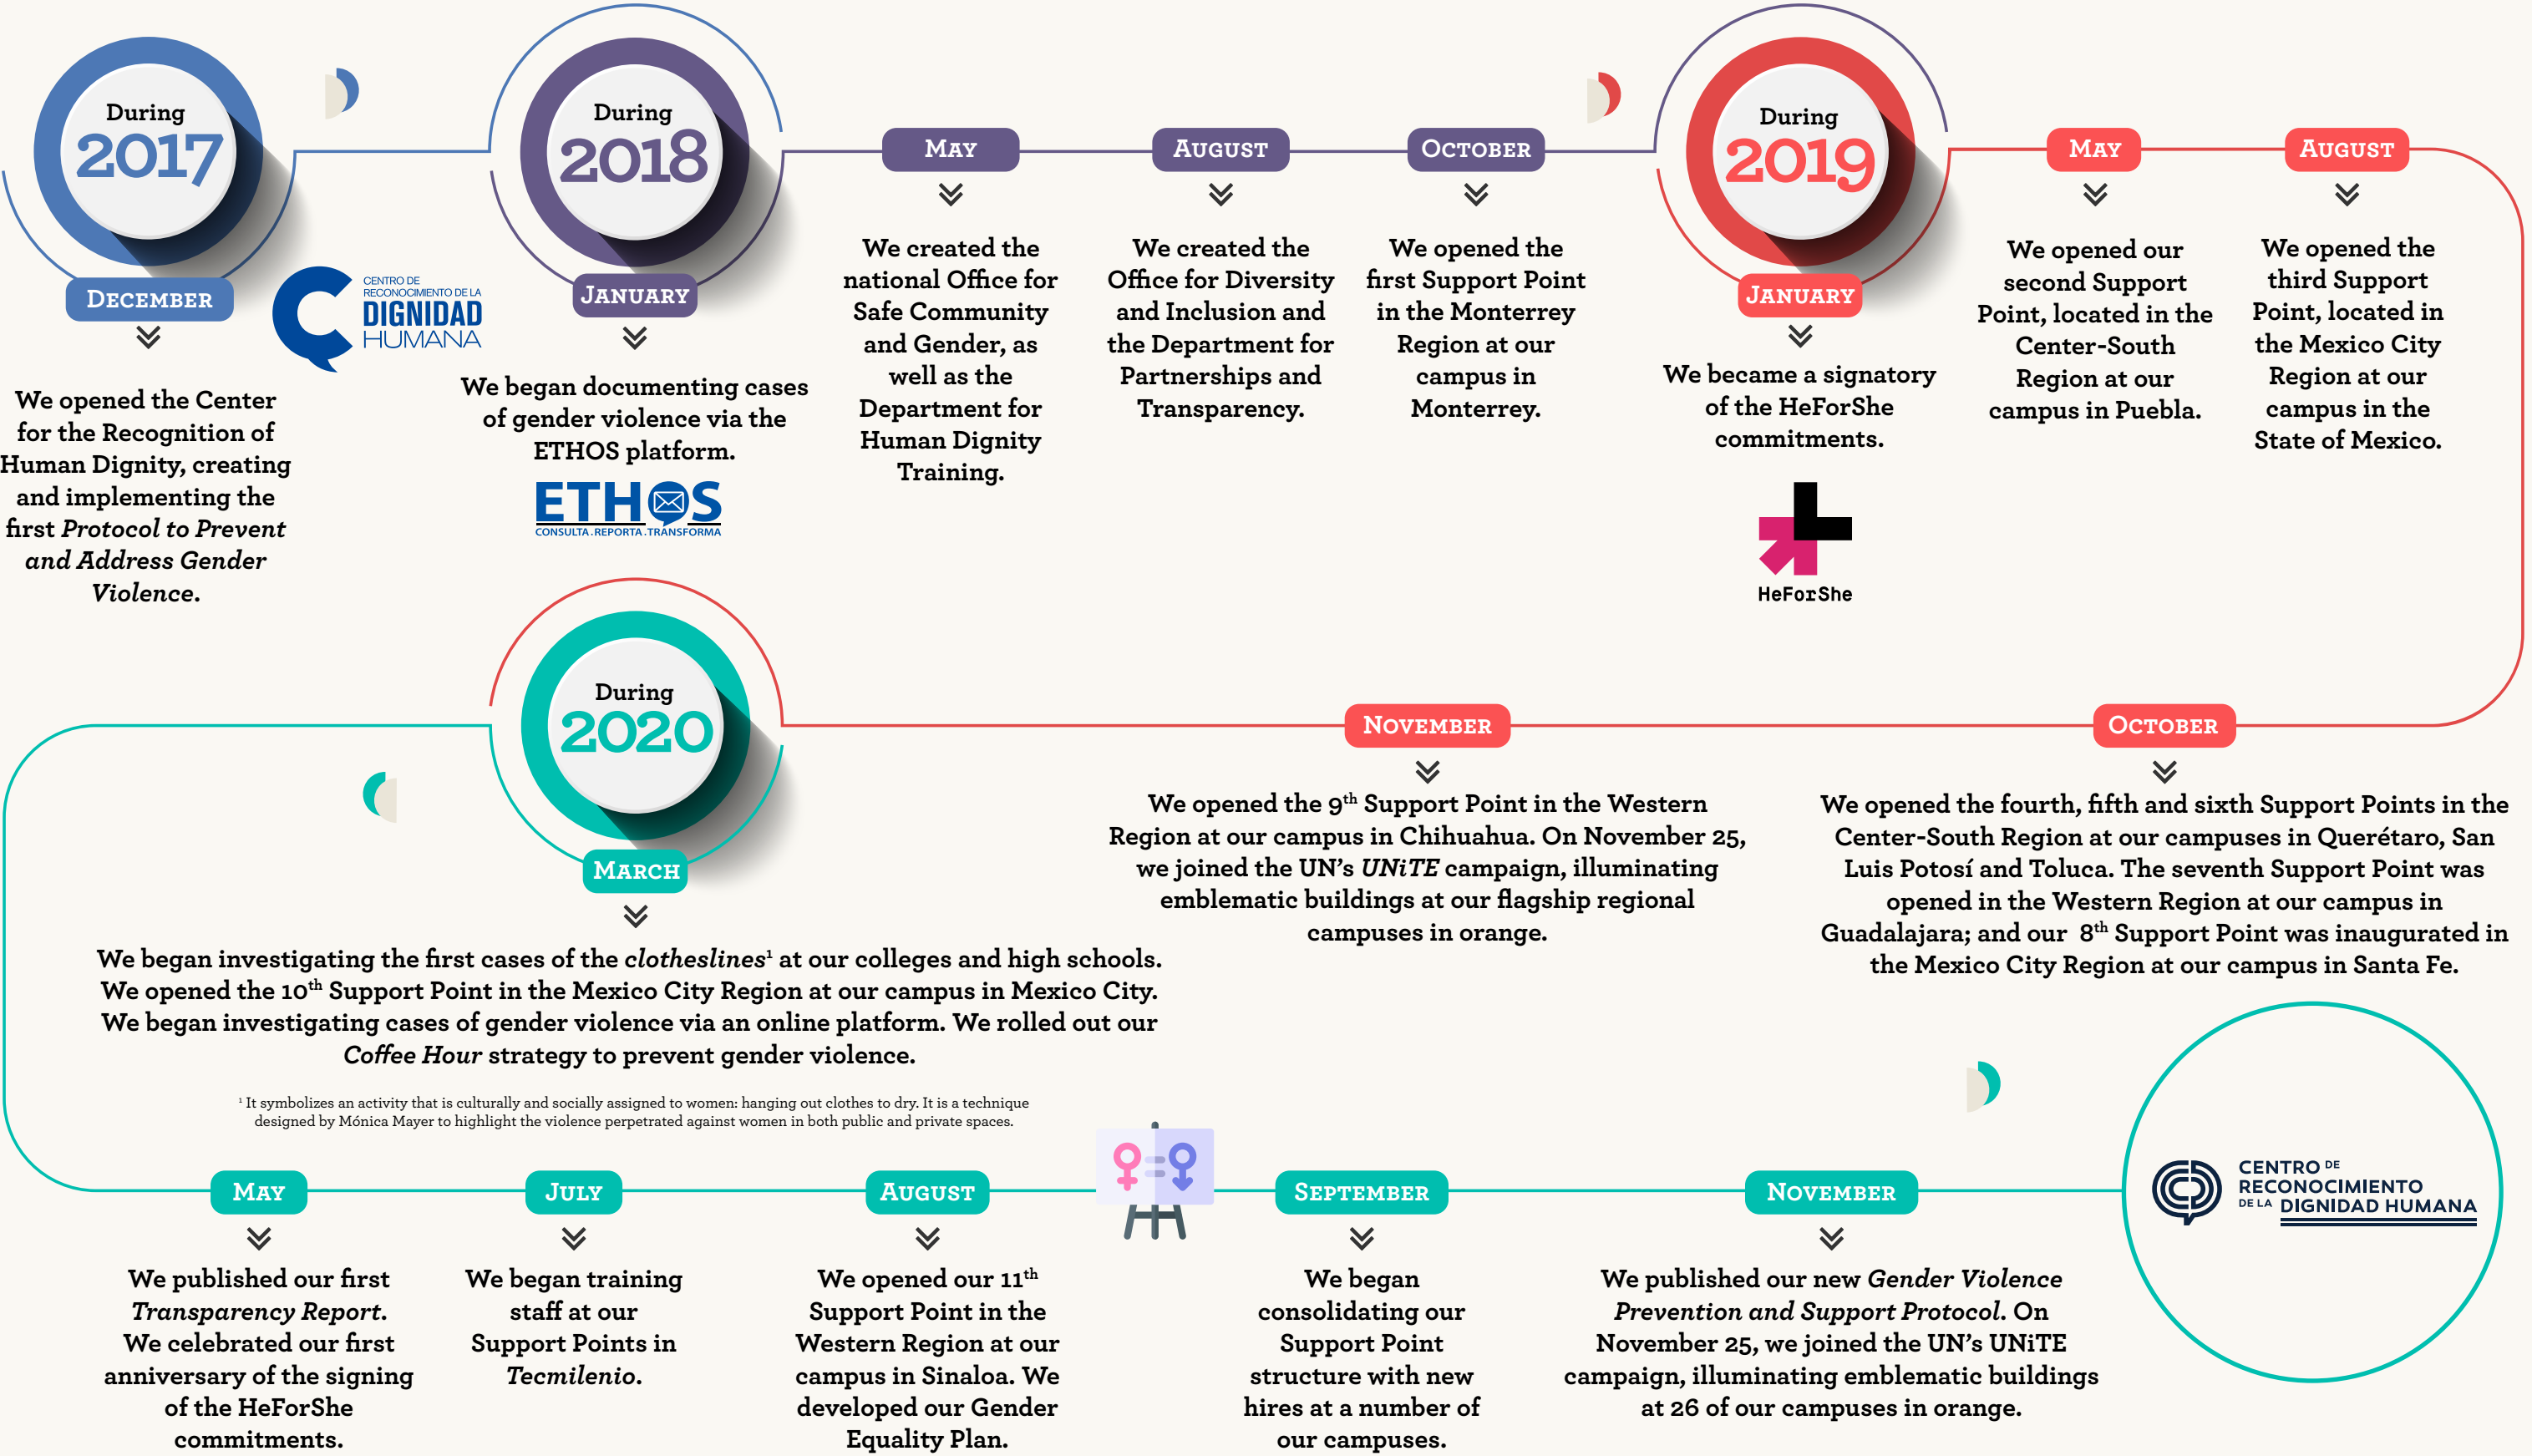 During
2017
DECEMBER
We opened the Center
for the Recognition of
Human Dignity, creating
and implementing the
first Protocol to Prevent
and Address Gender
Violence.
CENTRO DE
RECONOCIMIENTO DE LA
DIGNIDAD
HUMANA
During
2018
JANUARY
We began documenting cases
of gender violence via the
ETHOS platform.
ETHOS
CONSULTA.REPORTA.TRANSFORMA
MAY
We created the
national Office for
Safe Community
and Gender, as
well as the
Department for
Human Dignity
Training.
AUGUST
We created the
Office for Diversity
and Inclusion and
the Department for
Partnerships and
Transparency.
OCTOBER
We opened the
first Support Point
in the Monterrey
Region at our
campus in
Monterrey.
During
2019
JANUARY
We became a signatory
of the HeForShe
commitments.
HeForShe
MAY
We opened our
second Support
Point, located in the
Center-South
Region at our
campus in Puebla.
AUGUST
We opened the
third Support
Point, located in
the Mexico City
Region at our
campus in the
State of Mexico.
OCTOBER
We opened the fourth, fifth and sixth Support Points in the
Center-South Region at our campuses in Querétaro, San
Luis Potosí and Toluca. The seventh Support Point was
opened in the Western Region at our campus in
Guadalajara; and our 8th Support Point was inaugurated in
the Mexico City Region at our campus in Santa Fe.
NOVEMBER
We opened the 9th Support Point in the Western
Region at our campus in Chihuahua. On November 25,
we joined the UN's UNiTE campaign, illuminating
emblematic buildings at our flagship regional
campuses in orange.
During
2020
MARCH
We began investigating the first cases of the clotheslines¹ at our colleges and high schools.
We opened the 10th Support Point in the Mexico City Region at our campus in Mexico City.
We began investigating cases of gender violence via an online platform. We rolled out our
Coffee Hour strategy to prevent gender violence.
¹ It symbolizes an activity that is culturally and socially assigned to women: hanging out clothes to dry. It is a technique
designed by Mónica Mayer to highlight the violence perpetrated against women in both public and private spaces.
MAY
We published our first
Transparency Report.
We celebrated our first
anniversary of the signing
of the HeForShe
commitments.
JULY
We began training
staff at our
Support Points in
Tecmilenio.
AUGUST
We opened our 11th
Support Point in the
Western Region at our
campus in Sinaloa. We
developed our Gender
Equality Plan.
SEPTEMBER
We began
consolidating our
Support Point
structure with new
hires at a number of
our campuses.
NOVEMBER
We published our new Gender Violence
Prevention and Support Protocol. On
November 25, we joined the UN's UNiTE
campaign, illuminating emblematic buildings
at 26 of our campuses in orange.
CENTRO DE
RECONOCIMIENTO
DE LA DIGNIDAD HUMANA